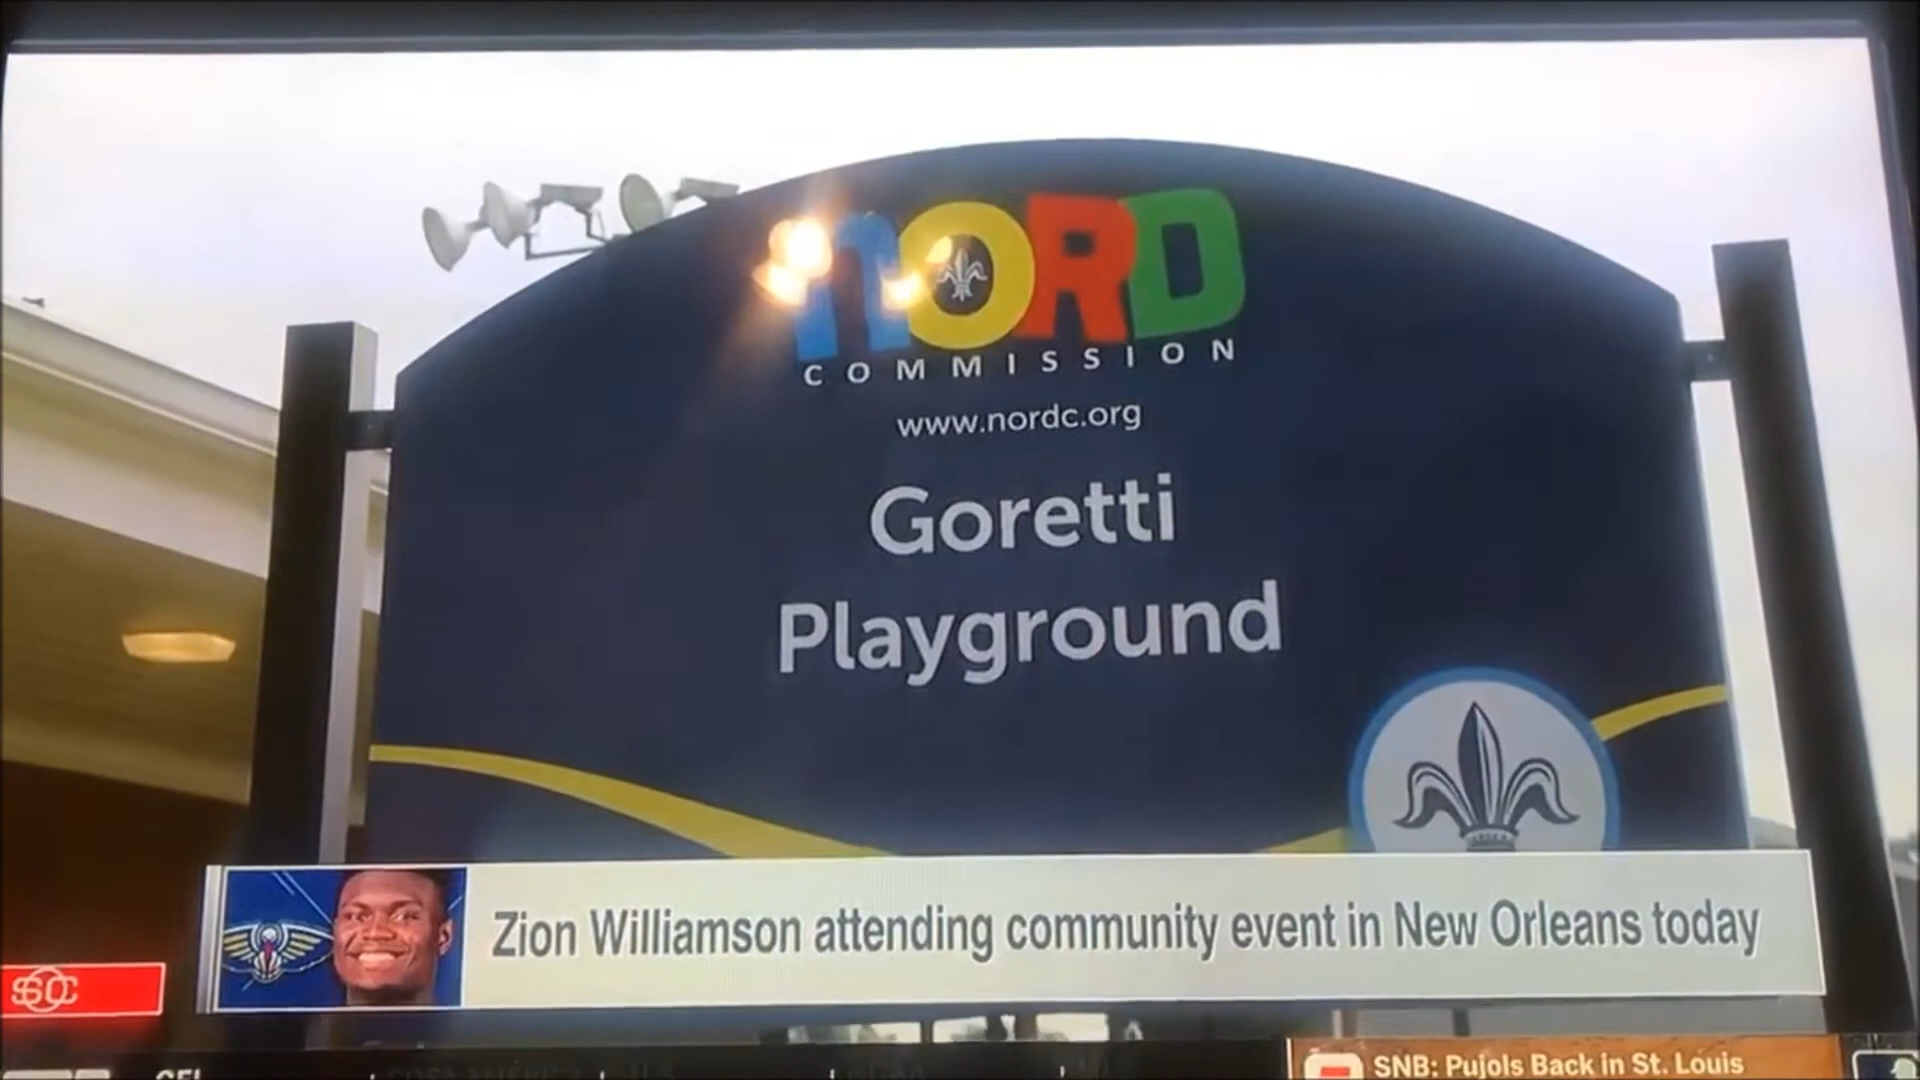 NORD
COMMISSION
www.nordc.org
Goretti
Playground
Zion Williamson attending community event in New Orleans today
SC
SNB: Pujols Back in St. Louis